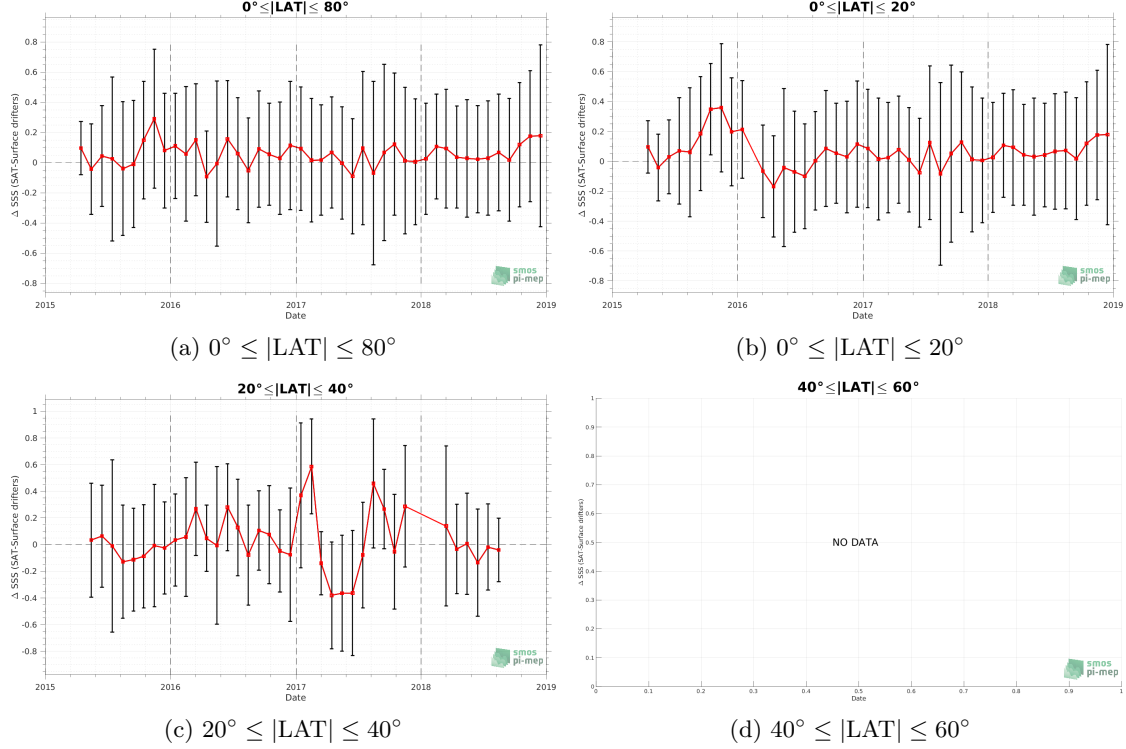 0°≤|LAT|≤ 80°
Δ SSS (SAT-Surface drifters)
0.8
0.6
0.4
0.2
0
-0.2
-0.4
-0.6
-0.8
2015
2016
2017
2018
2019
Date
smos
pi-mep
(a) 0° ≤ |LAT| ≤ 80°
0°≤|LAT|≤ 20°
Δ SSS (SAT-Surface drifters)
0.8
0.6
0.4
0.2
0
-0.2
-0.4
-0.6
-0.8
2015
2016
2017
2018
2019
Date
smos
pi-mep
(b) 0° ≤ |LAT| ≤ 20°
20°≤|LAT|≤ 40°
Δ SSS (SAT-Surface drifters)
1
0.8
0.6
0.4
0.2
0
-0.2
-0.4
-0.6
-0.8
2015
2016
2017
2018
2019
Date
smos
pi-mep
(c) 20° ≤ |LAT| ≤ 40°
40°≤|LAT|≤ 60°
Δ SSS (SAT-Surface drifters)
1
0.9
0.8
0.7
0.6
0.5
0.4
0.3
0.2
0.1
0
NO DATA
0
0.1
0.2
0.3
0.4
0.5
0.6
0.7
0.8
0.9
1
Date
smos
pi-mep
(d) 40° ≤ |LAT| ≤ 60°